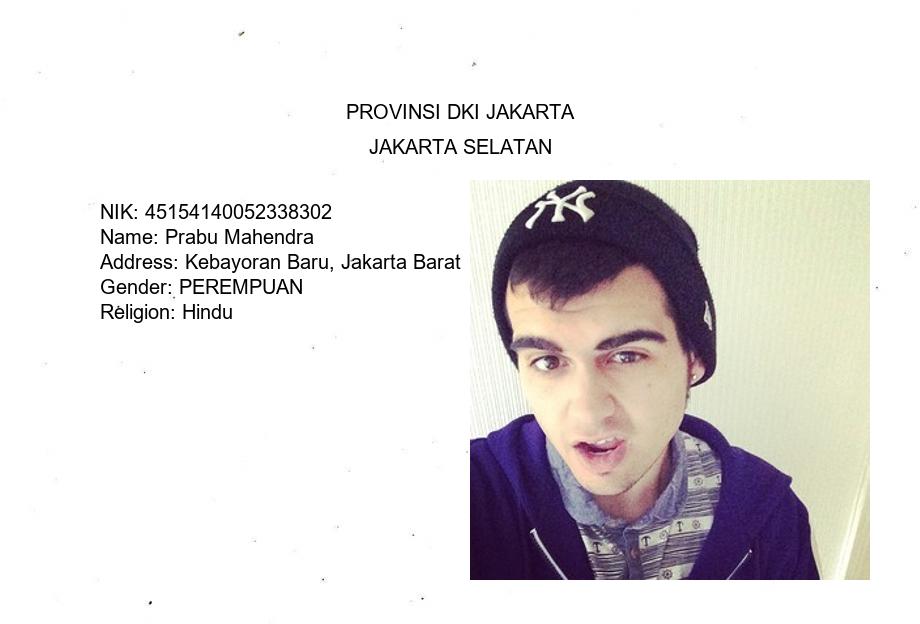 PROVINSI DKI JAKARTA
JAKARTA SELATAN
NIK: 45154140052338302
Name: Prabu Mahendra
Address: Kebayoran Baru, Jakarta Barat
Gender: PEREMPUAN
Religion: Hindu
NY